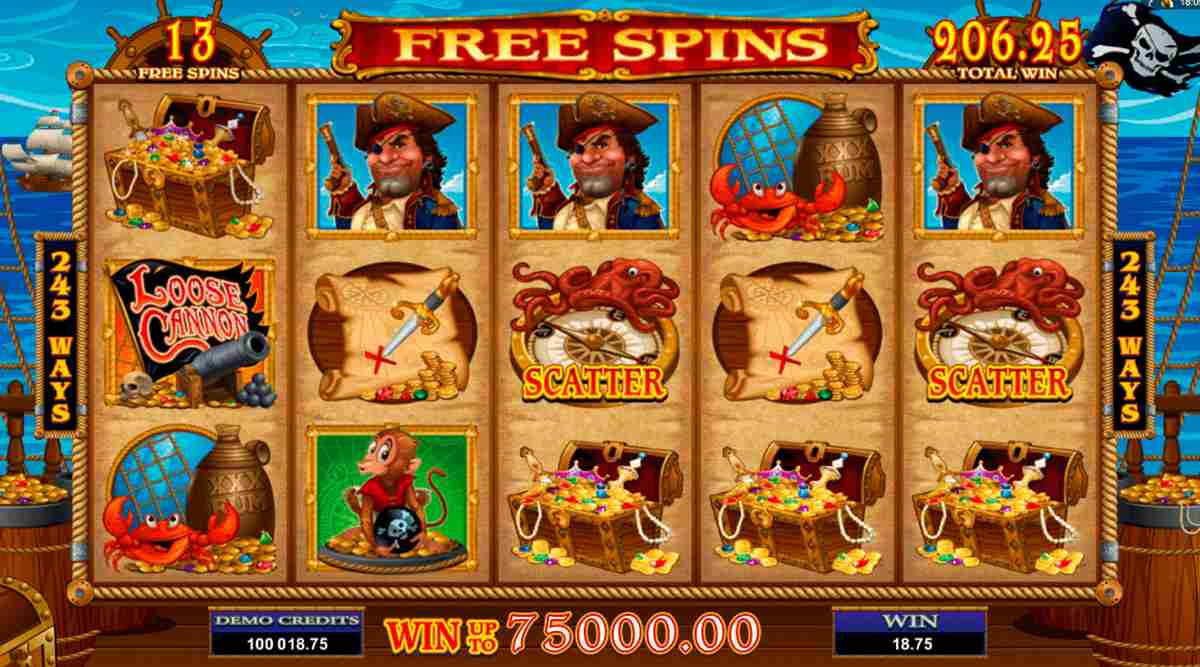 13
FREE SPINS
FREE SPINS
206.25
TOTAL WIN
243 WAYS
LOOSE
CANNON
SCATTER
SCATTER
243 WAYS
XXX
RUM
XXX
DEMO CREDITS
100 018.75
WIN UP TO 75000.00
WIN
18.75